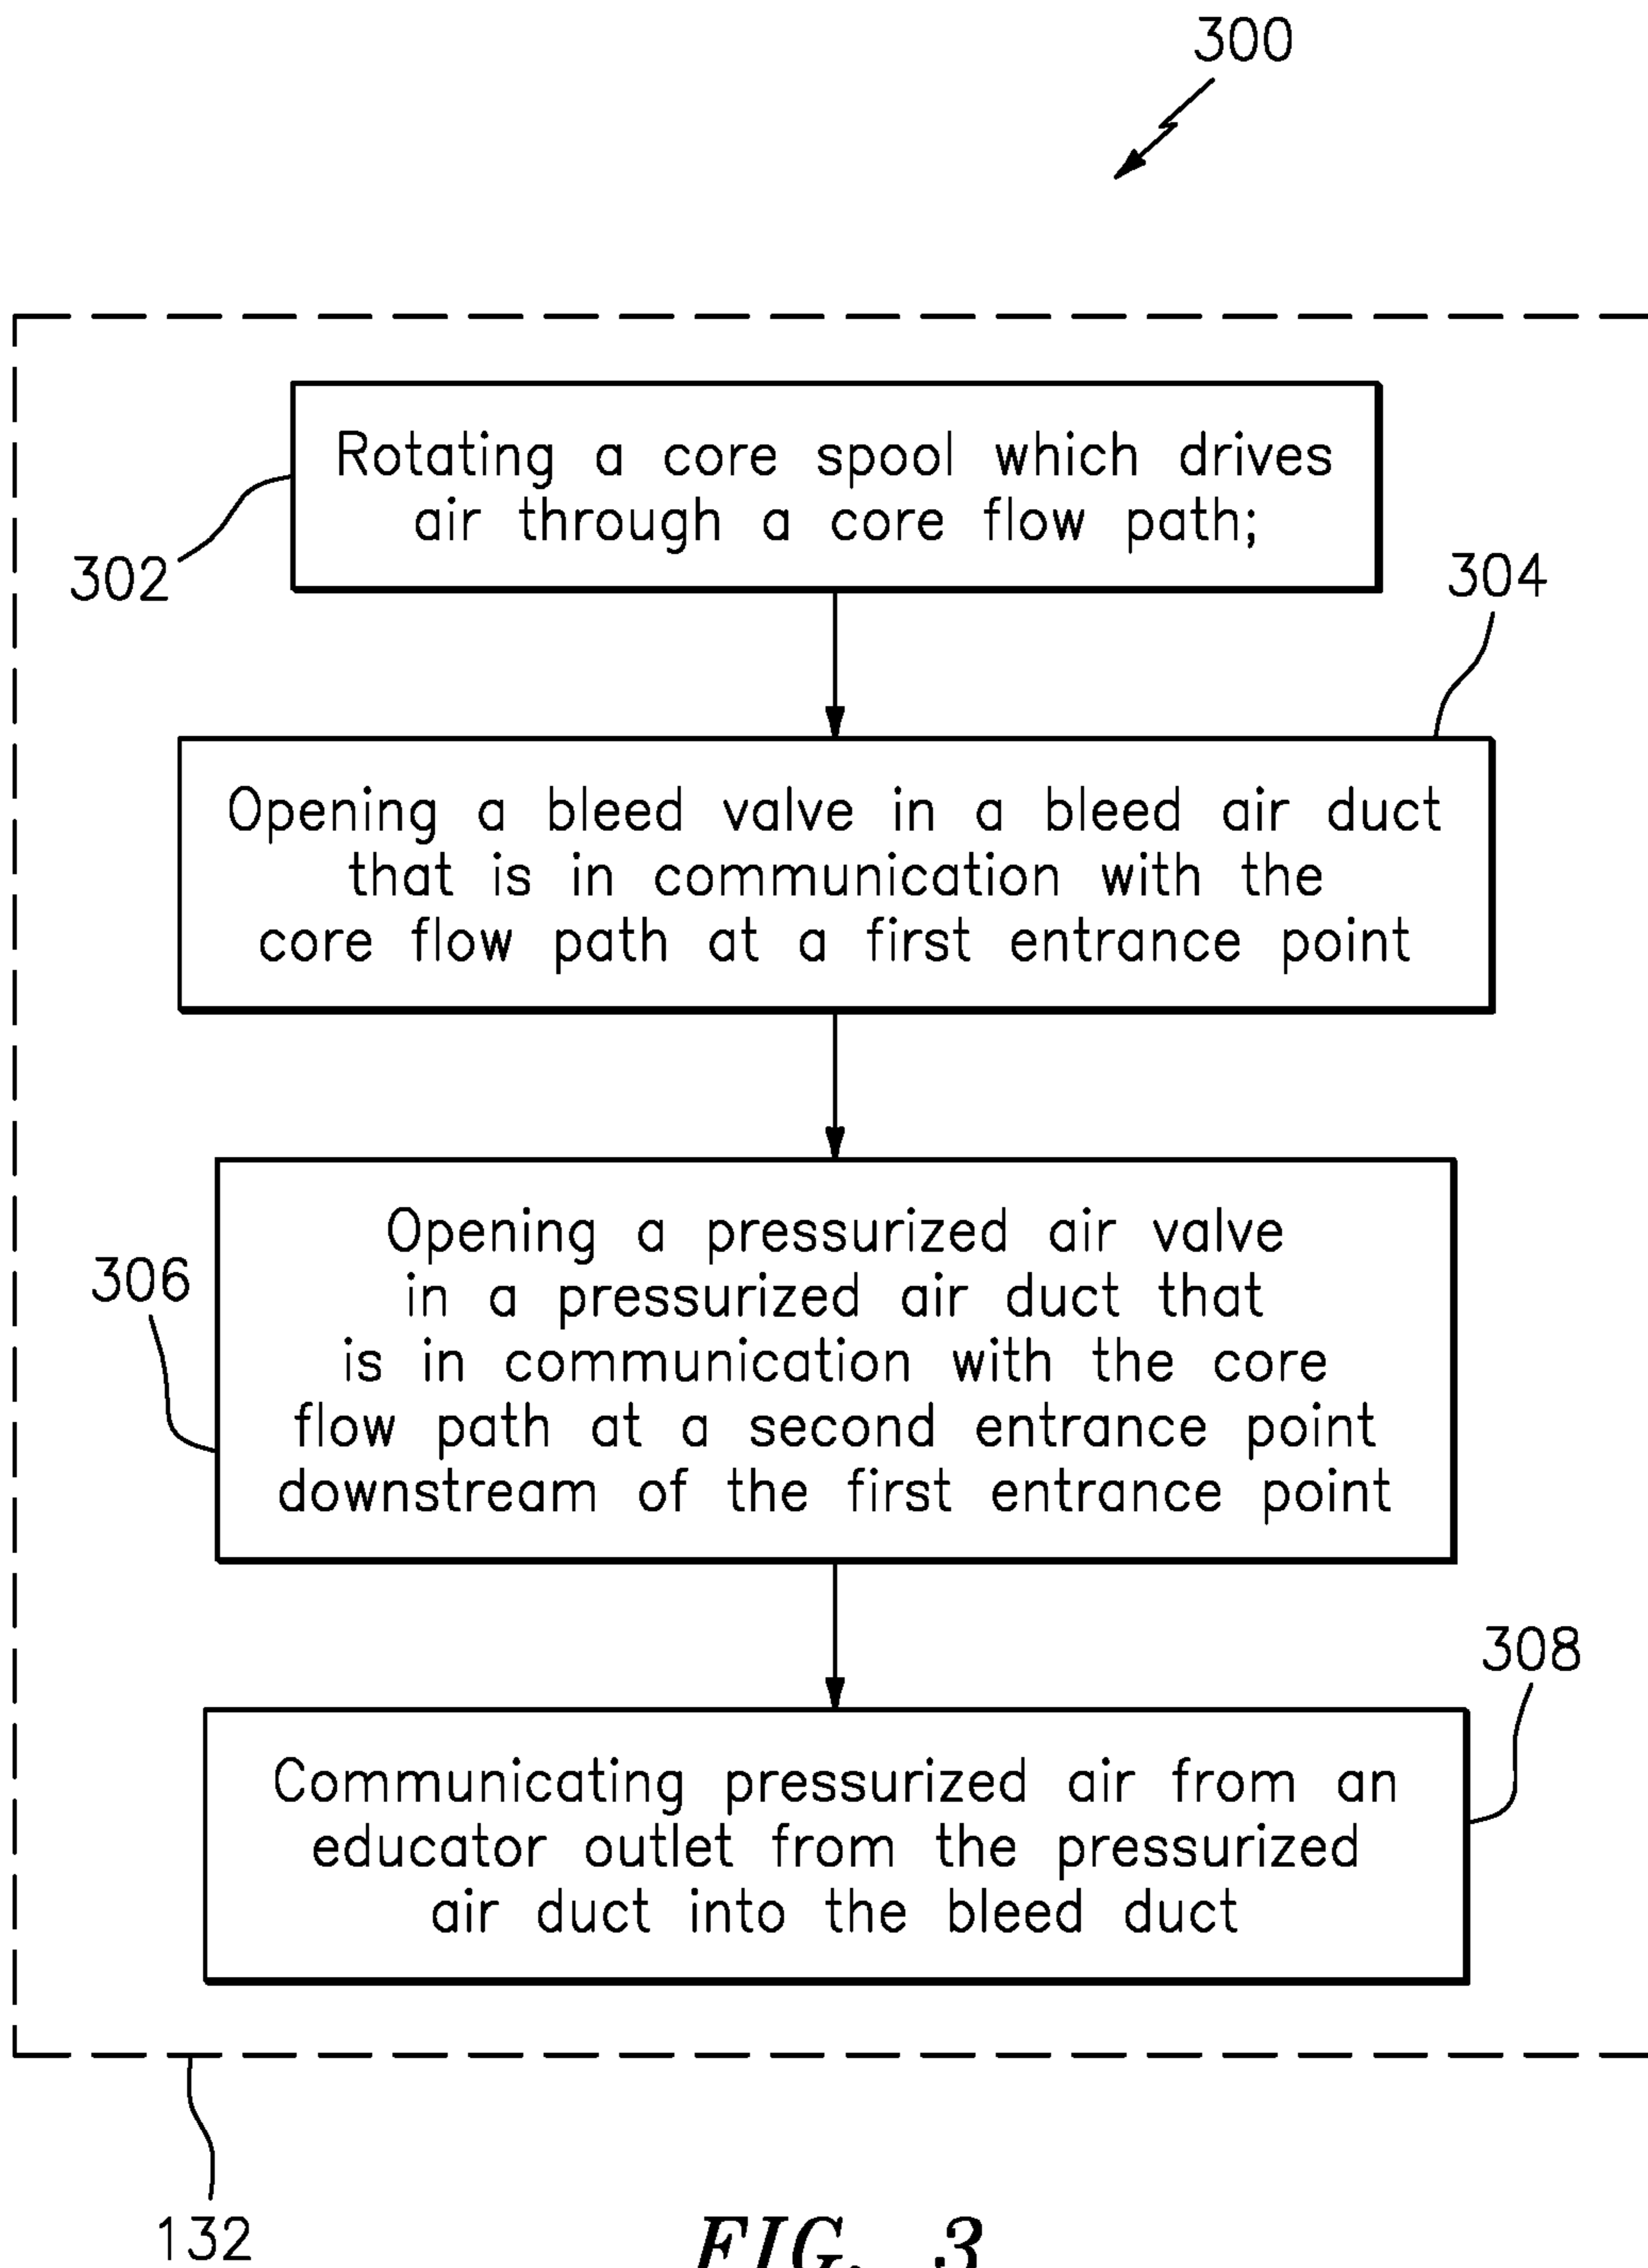 300
Rotating a core spool which drives
air through a core flow path;
302
304
Opening a bleed valve in a bleed air duct
that is in communication with the
core flow path at a first entrance point
Opening a pressurized air valve
in a pressurized air duct that
is in communication with the core
flow path at a second entrance point
downstream of the first entrance point
306
308
Communicating pressurized air from an
educator outlet from the pressurized
air duct into the bleed duct
132
FIG. 3